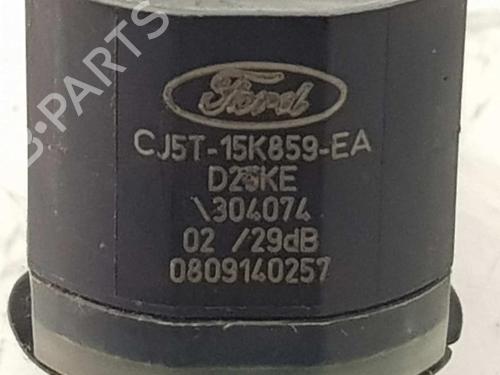 Ford
CJ5T-15K859-EA
D25KE
\304074
02 /29dB
0809140257
B-PARTS